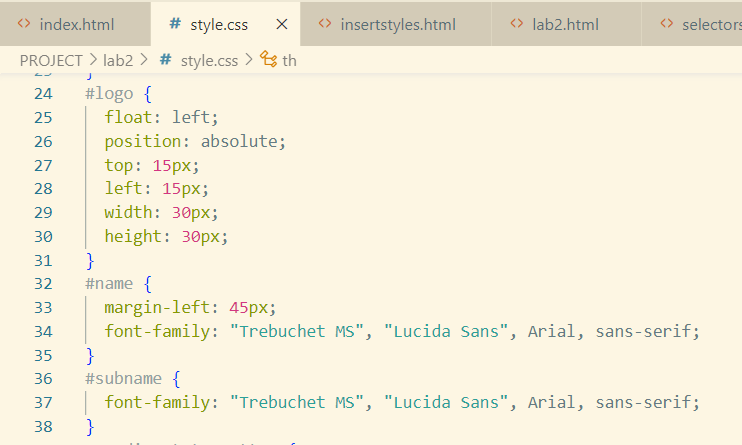 index.html style.css insertstyles.html lab2.html selectors
PROJECT > lab2 > # style.css > th
24 #logo {
25 float: left;
26 position: absolute;
27 top: 15px;
28 left: 15px;
29 width: 30px;
30 height: 30px;
31 }
32 #name {
33 margin-left: 45px;
34 font-family: "Trebuchet MS", "Lucida Sans", Arial, sans-serif;
35 }
36 #subname {
37 font-family: "Trebuchet MS", "Lucida Sans", Arial, sans-serif;
38 }